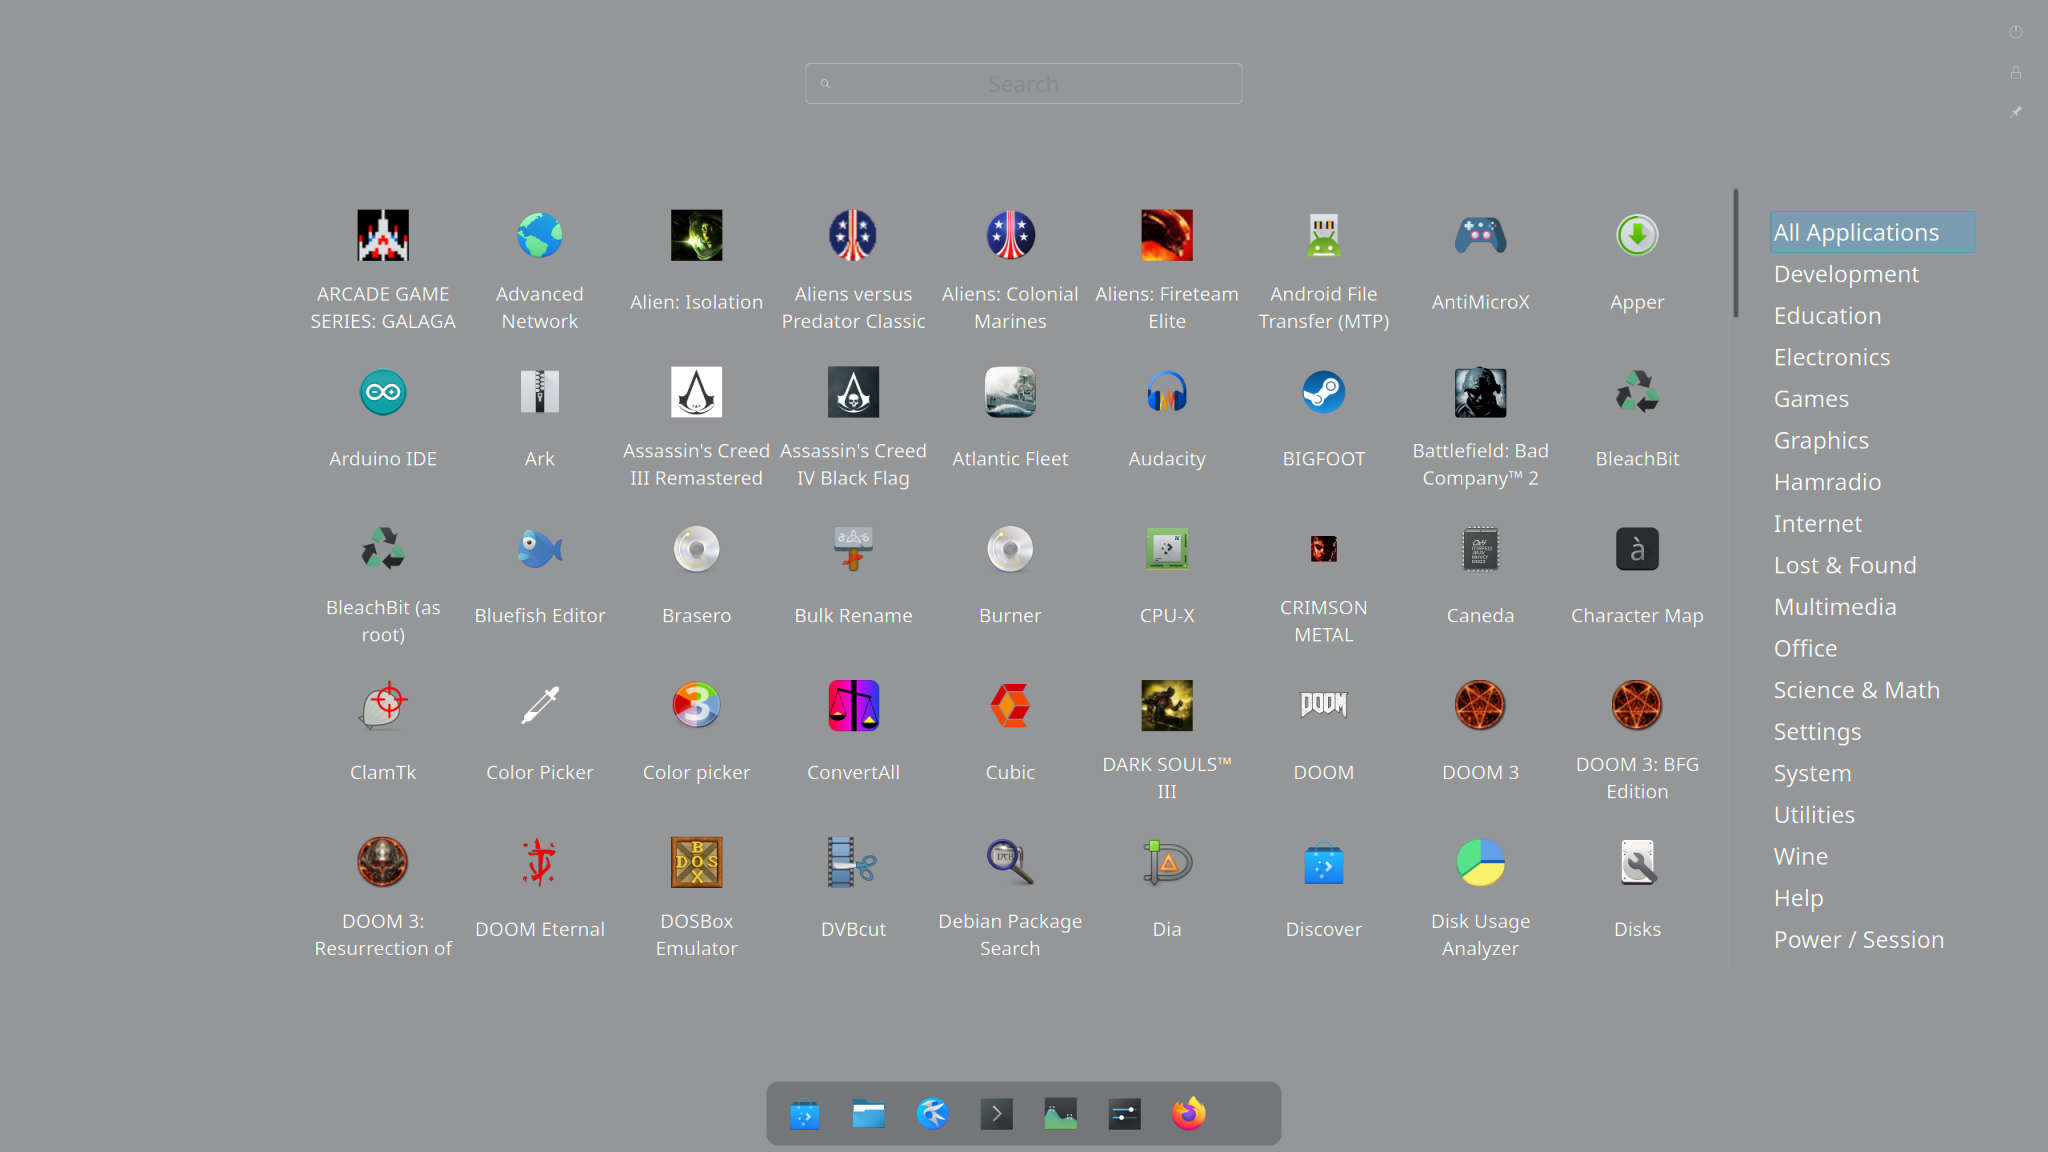 Search
ARCADE GAME
SERIES: GALAGA
Advanced
Network
Alien: Isolation
Aliens versus
Predator Classic
Aliens: Colonial
Marines
Aliens: Fireteam
Elite
Android File
Transfer (MTP)
AntiMicroX
Apper
Arduino IDE
Ark
Assassin's Creed
III Remastered
Assassin's Creed
IV Black Flag
Atlantic Fleet
Audacity
BIGFOOT
Battlefield: Bad
Company™ 2
BleachBit
BleachBit (as
root)
Bluefish Editor
Brasero
Bulk Rename
Burner
CPU-X
CRIMSON
METAL
Caneda
à
Character Map
ClamTk
Color Picker
3
Color picker
ConvertAll
Cubic
DARK SOULS™
III
DOOM
DOOM
DOOM 3
DOOM 3: BFG
Edition
DOOM 3:
Resurrection of
DOOM Eternal
B
DOS
X
DOSBox
Emulator
DVBcut
Debian Package
Search
Dia
Discover
Disk Usage
Analyzer
Disks
All Applications
Development
Education
Electronics
Games
Graphics
Hamradio
Internet
Lost & Found
Multimedia
Office
Science & Math
Settings
System
Utilities
Wine
Help
Power / Session